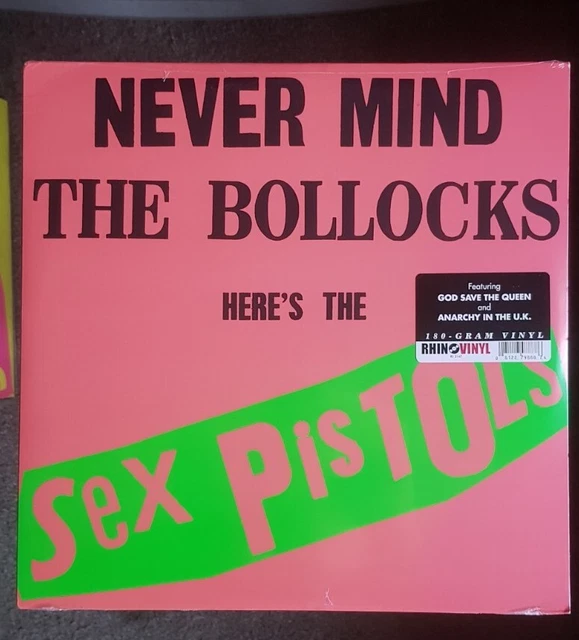 NEVER MIND
THE BOLLOCKS
HERE'S THE
Featuring
GOD SAVE THE QUEEN
and
ANARCHY IN THE U.K.
180-GRAM VINYL
RHINO VINYL
Sex PiSTOLS